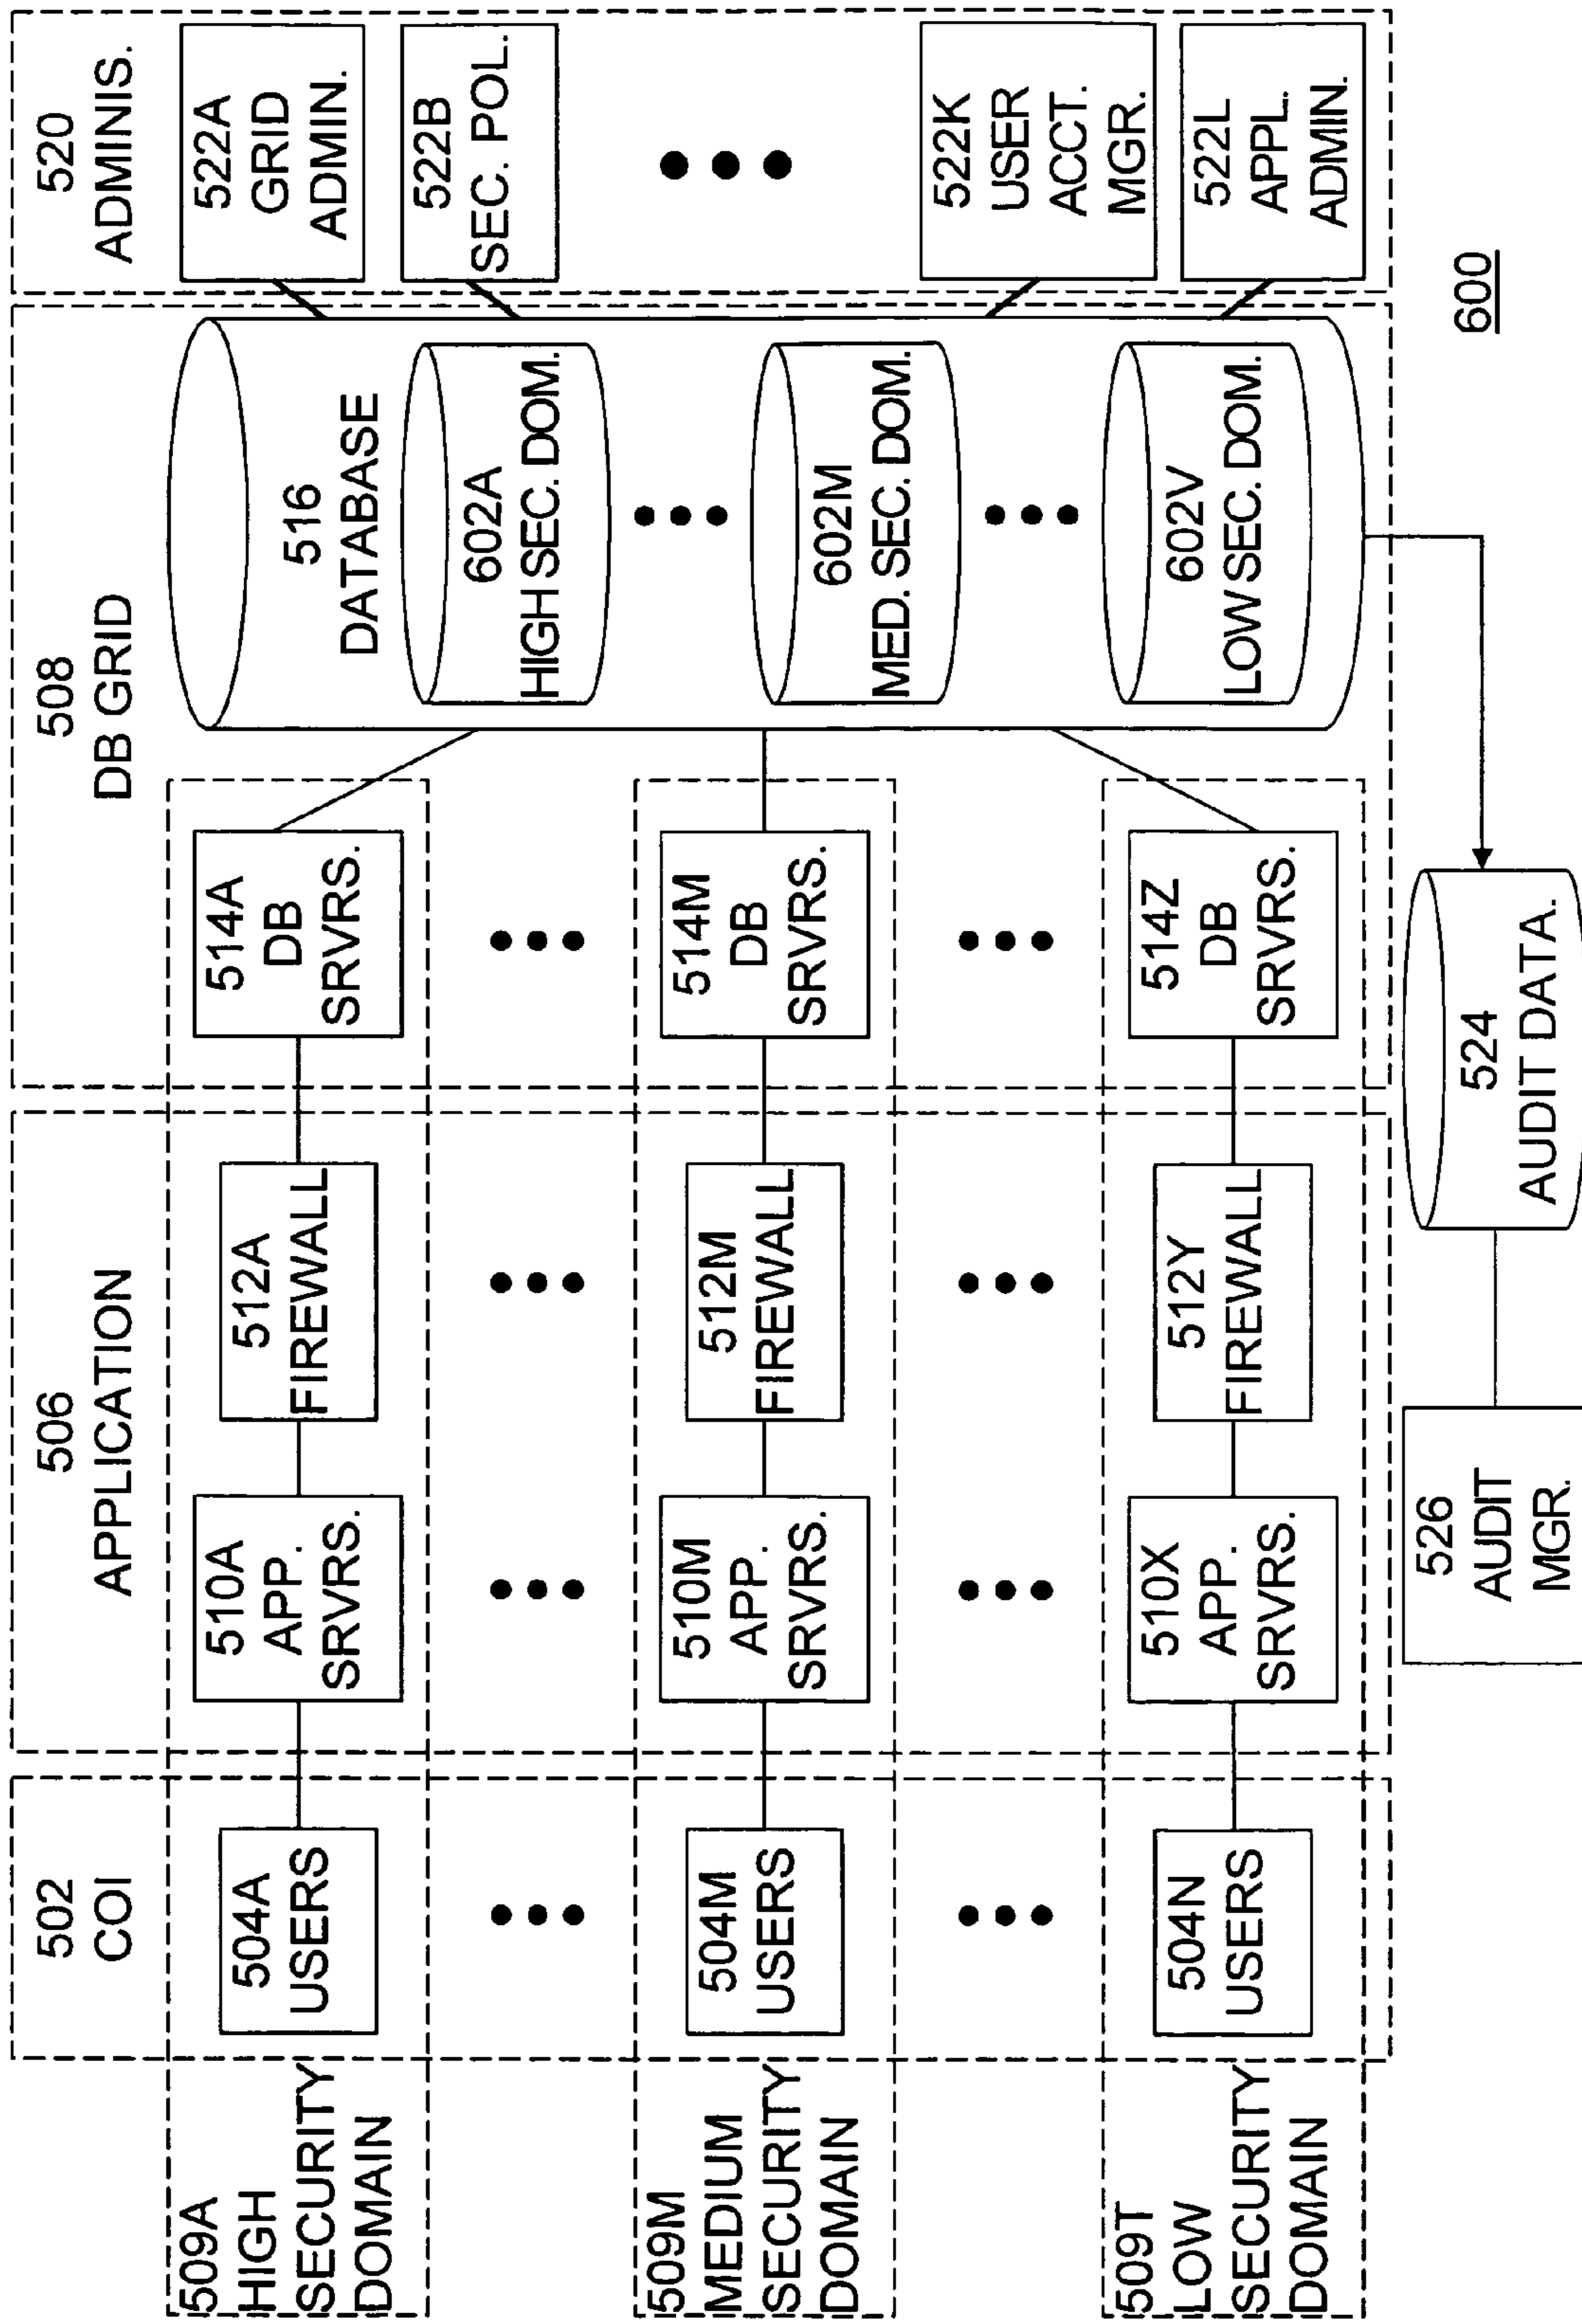 502
COI
506
APPLICATION
508
DB GRID
520
ADMINIS.
509A
HIGH
SECURITY
DOMAIN
504A
USERS
510A
APP.
SRVRS.
512A
FIREWALL
514A
DB
SRVRS.
516
DATABASE
602A
HIGH SEC. DOM.
522A
GRID
ADMIN.
522B
SEC. POL.
509M
MEDIUM
SECURITY
DOMAIN
504M
USERS
510M
APP.
SRVRS.
512M
FIREWALL
514M
DB
SRVRS.
602M
MED. SEC. DOM.
509T
LOW
SECURITY
DOMAIN
504N
USERS
510X
APP.
SRVRS.
512Y
FIREWALL
514Z
DB
SRVRS.
602V
LOW SEC. DOM.
522K
USER
ACCT.
MGR.
522L
APPL.
ADMIN.
526
AUDIT
MGR.
524
AUDIT DATA.
600